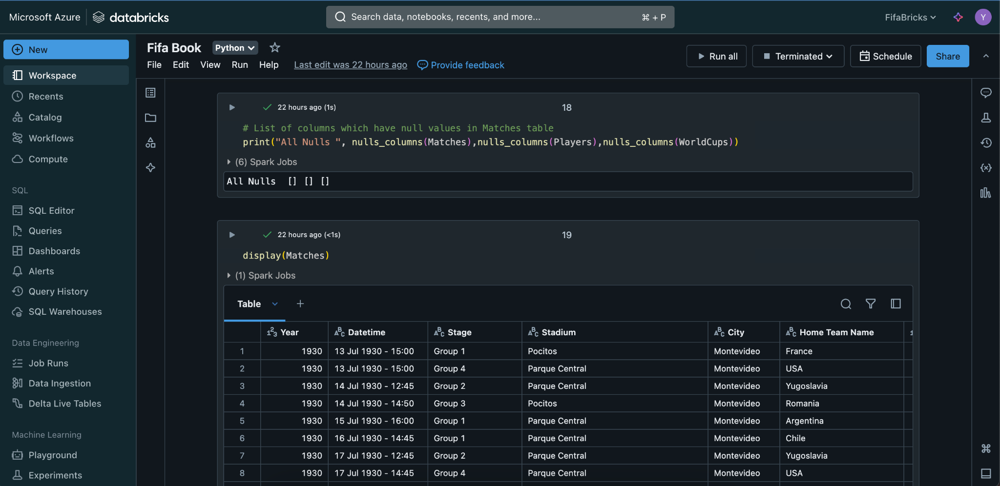 Microsoft Azure databricks Search data, notebooks, recents, and more... ⌘ + P FifaBricks Y
New
Workspace
Recents
Catalog
Workflows
Compute
SQL
SQL Editor
Queries
Dashboards
Alerts
Query History
SQL Warehouses
Data Engineering
Job Runs
Data Ingestion
Delta Live Tables
Machine Learning
Playground
Experiments
Fifa Book Python
File Edit View Run Help Last edit was 22 hours ago Provide feedback
Run all Terminated Schedule Share
22 hours ago (1s) 18
# List of columns which have null values in Matches table
print("All Nulls ", nulls_columns(Matches),nulls_columns(Players),nulls_columns(WorldCups))
(6) Spark Jobs
All Nulls [] [] []
22 hours ago (<1s) 19
display(Matches)
(1) Spark Jobs
Table +
Year Datetime Stage Stadium City Home Team Name
1 1930 13 Jul 1930 - 15:00 Group 1 Pocitos Montevideo France
2 1930 13 Jul 1930 - 15:00 Group 4 Parque Central Montevideo USA
3 1930 14 Jul 1930 - 12:45 Group 2 Parque Central Montevideo Yugoslavia
4 1930 14 Jul 1930 - 14:50 Group 3 Pocitos Montevideo Romania
5 1930 15 Jul 1930 - 16:00 Group 1 Parque Central Montevideo Argentina
6 1930 16 Jul 1930 - 14:45 Group 1 Parque Central Montevideo Chile
7 1930 17 Jul 1930 - 12:45 Group 2 Parque Central Montevideo Yugoslavia
8 1930 17 Jul 1930 - 14:45 Group 4 Parque Central Montevideo USA